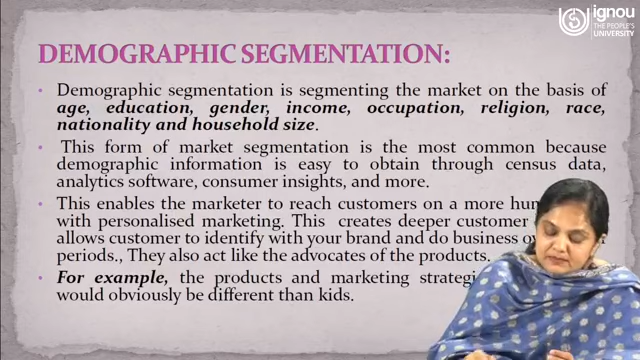 ignou
THE PEOPLE'S
UNIVERSITY
DEMOGRAPHIC SEGMENTATION:
• Demographic segmentation is segmenting the market on the basis of
age, education, gender, income, occupation, religion, race,
nationality and household size.
• This form of market segmentation is the most common because
demographic information is easy to obtain through census data,
analytics software, consumer insights, and more.
• This enables the marketer to reach customers on a more
with personalised marketing. This creates deeper customer
allows customer to identify with your brand and do business
periods., They also act like the advocates of the products.
• For example, the products and marketing
would obviously be different than kids.